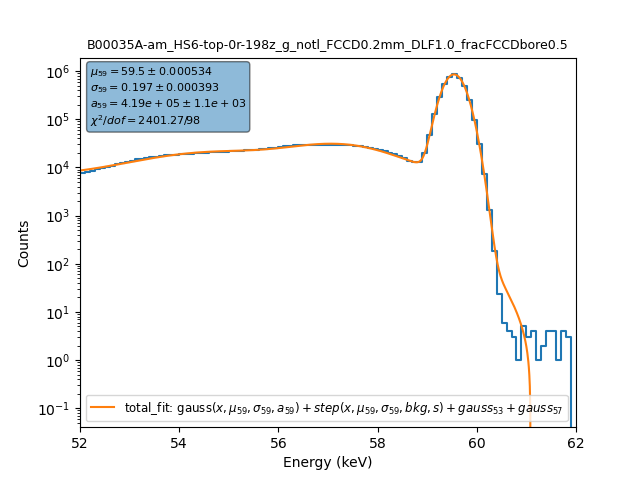 B00035A-am_HS6-top-0r-198z_g_notl_FCCD0.2mm_DLF1.0_fracFCCDbore0.5
μ₅₉ = 59.5 ± 0.000534
σ₅₉ = 0.197 ± 0.000393
a₅₉ = 4.19e + 05 ± 1.1e + 03
χ²/dof = 2401.27/98
10⁶
10⁵
10⁴
10³
10²
10¹
10⁰
10⁻¹
Counts
total_fit: gauss(x, μ₅₉, σ₅₉, a₅₉) + step(x, μ₅₉, σ₅₉, bkg, s) + gauss₅₃ + gauss₅₇
52 54 56 58 60 62
Energy (keV)